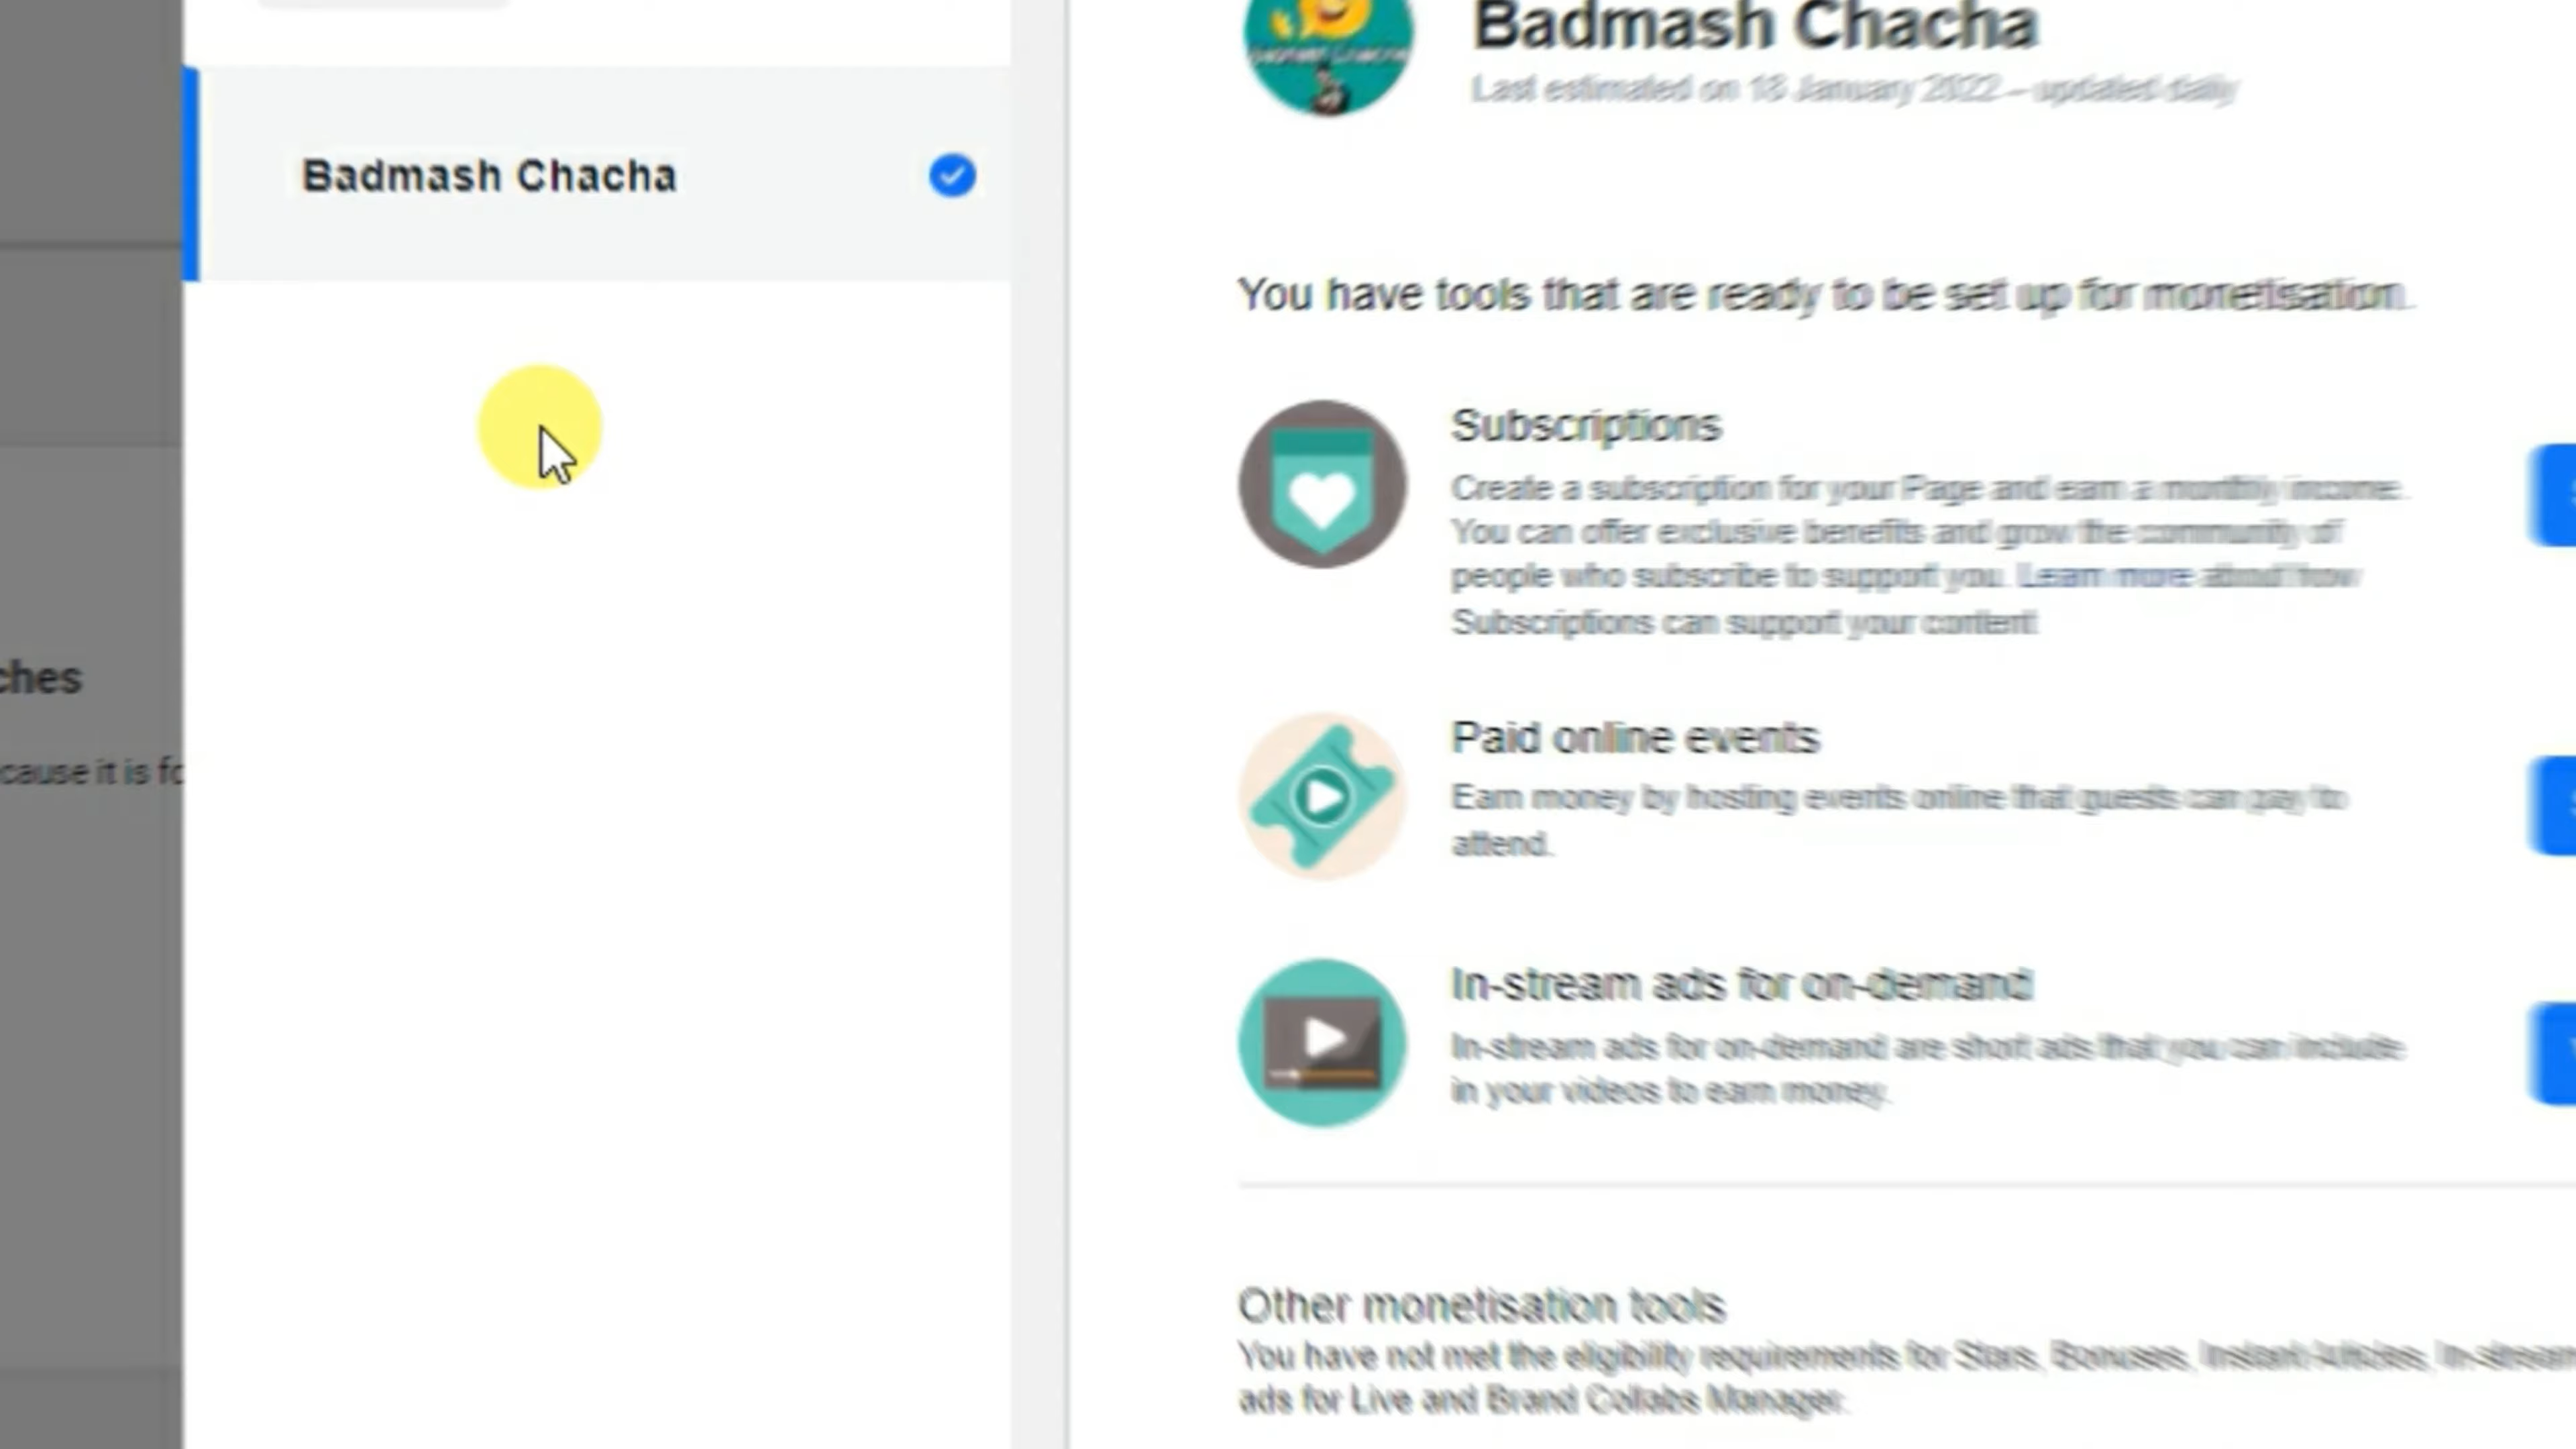 Badmash Chacha
Badmash Chacha
Last estimated on 18 January 2022 – updated daily
You have tools that are ready to be set up for monetisation.
Subscriptions
Create a subscription for your Page and earn a monthly income.
You can offer exclusive benefits and grow the community of
people who subscribe to support you. Learn more about how
Subscriptions can support your content.
ches
cause it is fo
Paid online events
Earn money by hosting events online that guests can pay to
attend.
In-stream ads for on-demand
In-stream ads for on-demand are short ads that you can include
in your videos to earn money.
Other monetisation tools
You have not met the eligibility requirements for Stars, Bonuses, Instant Articles, In-stream
ads for Live and Brand Collabs Manager.